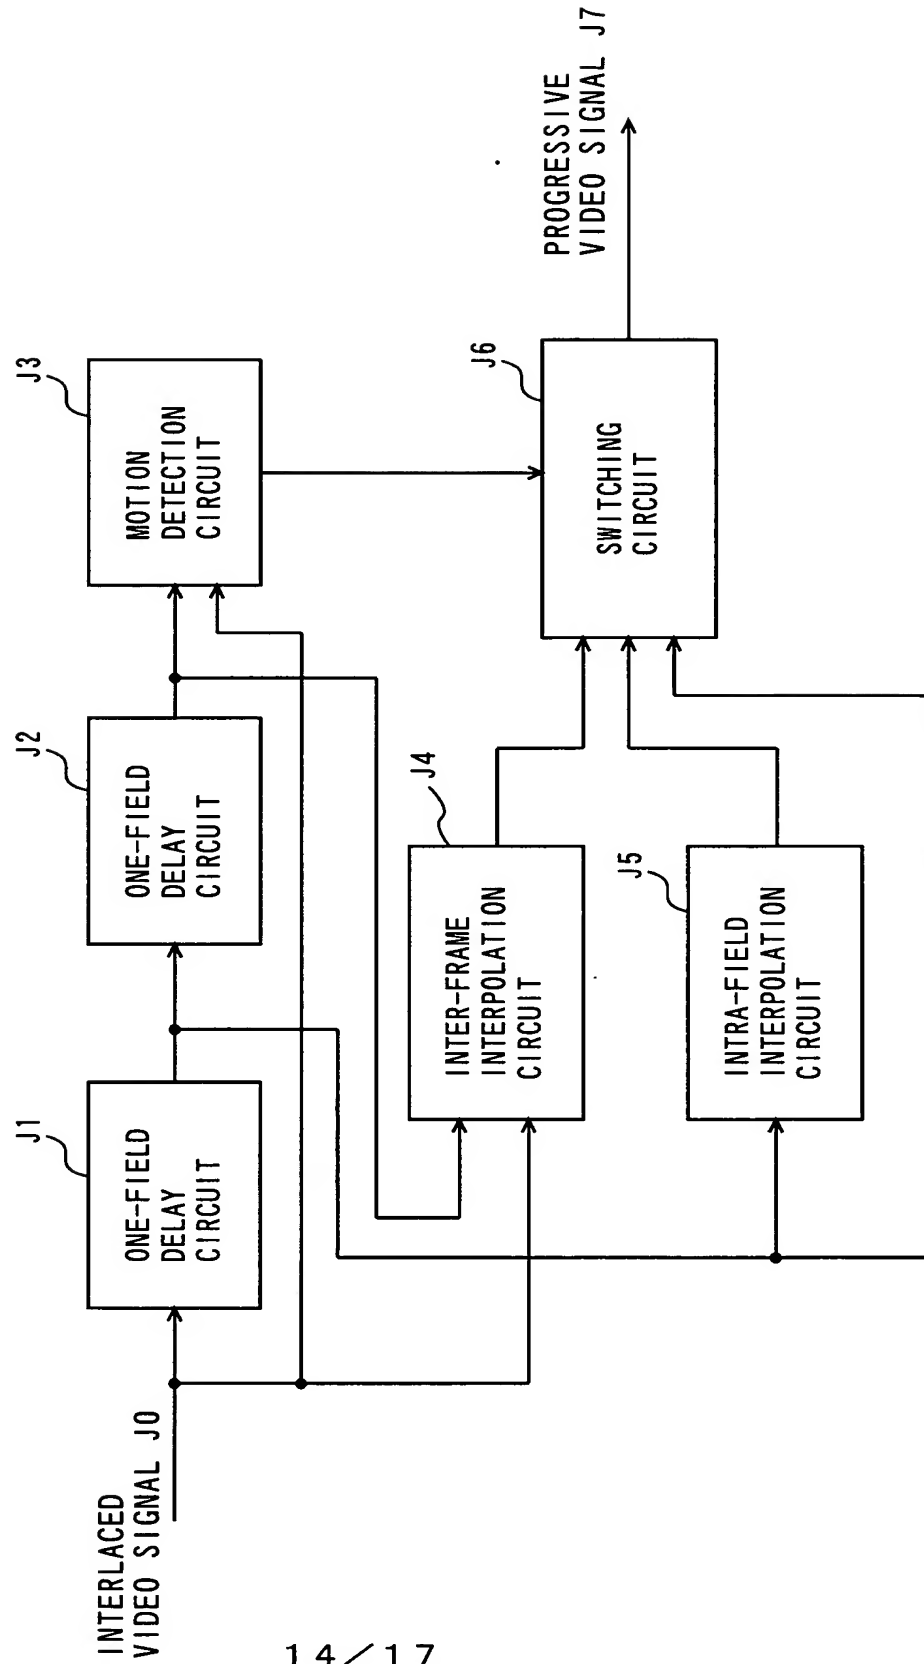 INTERLACED
VIDEO SIGNAL J0
J1
ONE-FIELD
DELAY
CIRCUIT
J2
ONE-FIELD
DELAY
CIRCUIT
J3
MOTION
DETECTION
CIRCUIT
J4
INTER-FRAME
INTERPOLATION
CIRCUIT
J5
INTRA-FIELD
INTERPOLATION
CIRCUIT
J6
SWITCHING
CIRCUIT
PROGRESSIVE
VIDEO SIGNAL J7
14/17